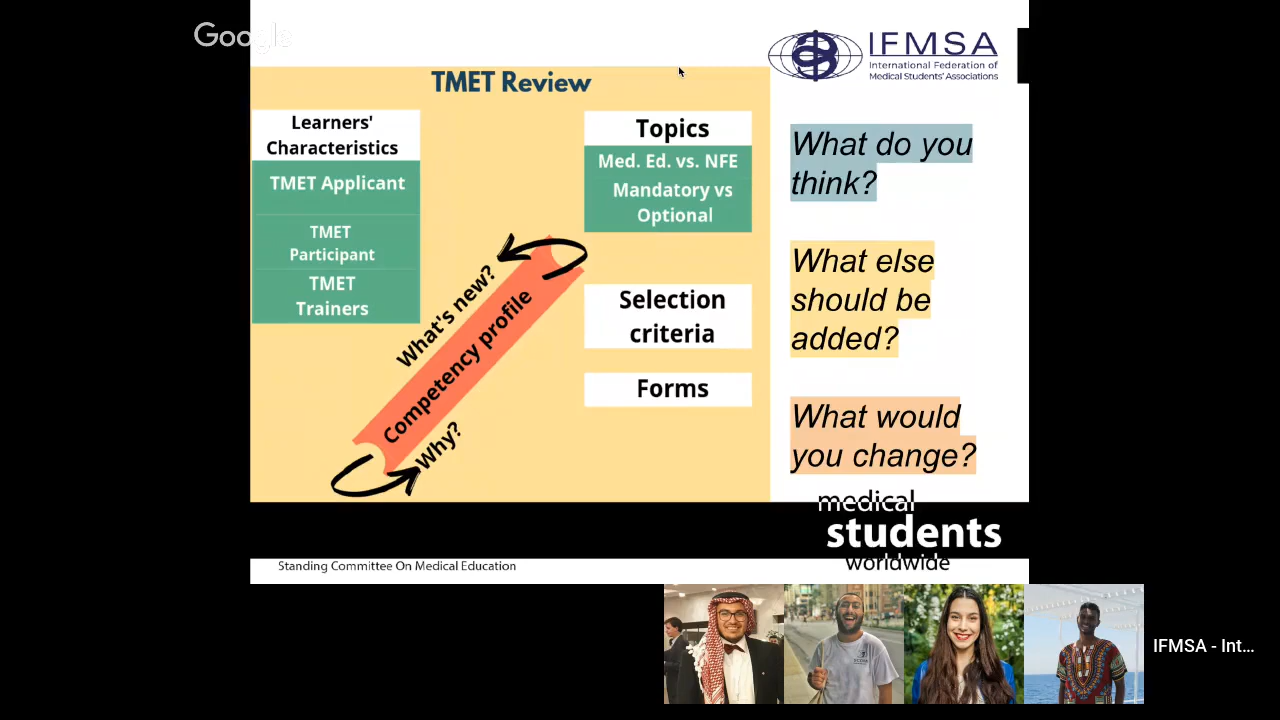 Google
IFMSA
International Federation of
Medical Students' Associations
TMET Review
Learners'
Characteristics
TMET Applicant
TMET
Participant
TMET
Trainers
What's new?
Competency profile
Why?
Topics
Med. Ed. vs. NFE
Mandatory vs
Optional
Selection
criteria
Forms
What do you
think?
What else
should be
added?
What would
you change?
medical
students
worldwide
Standing Committee On Medical Education
IFMSA - Int...